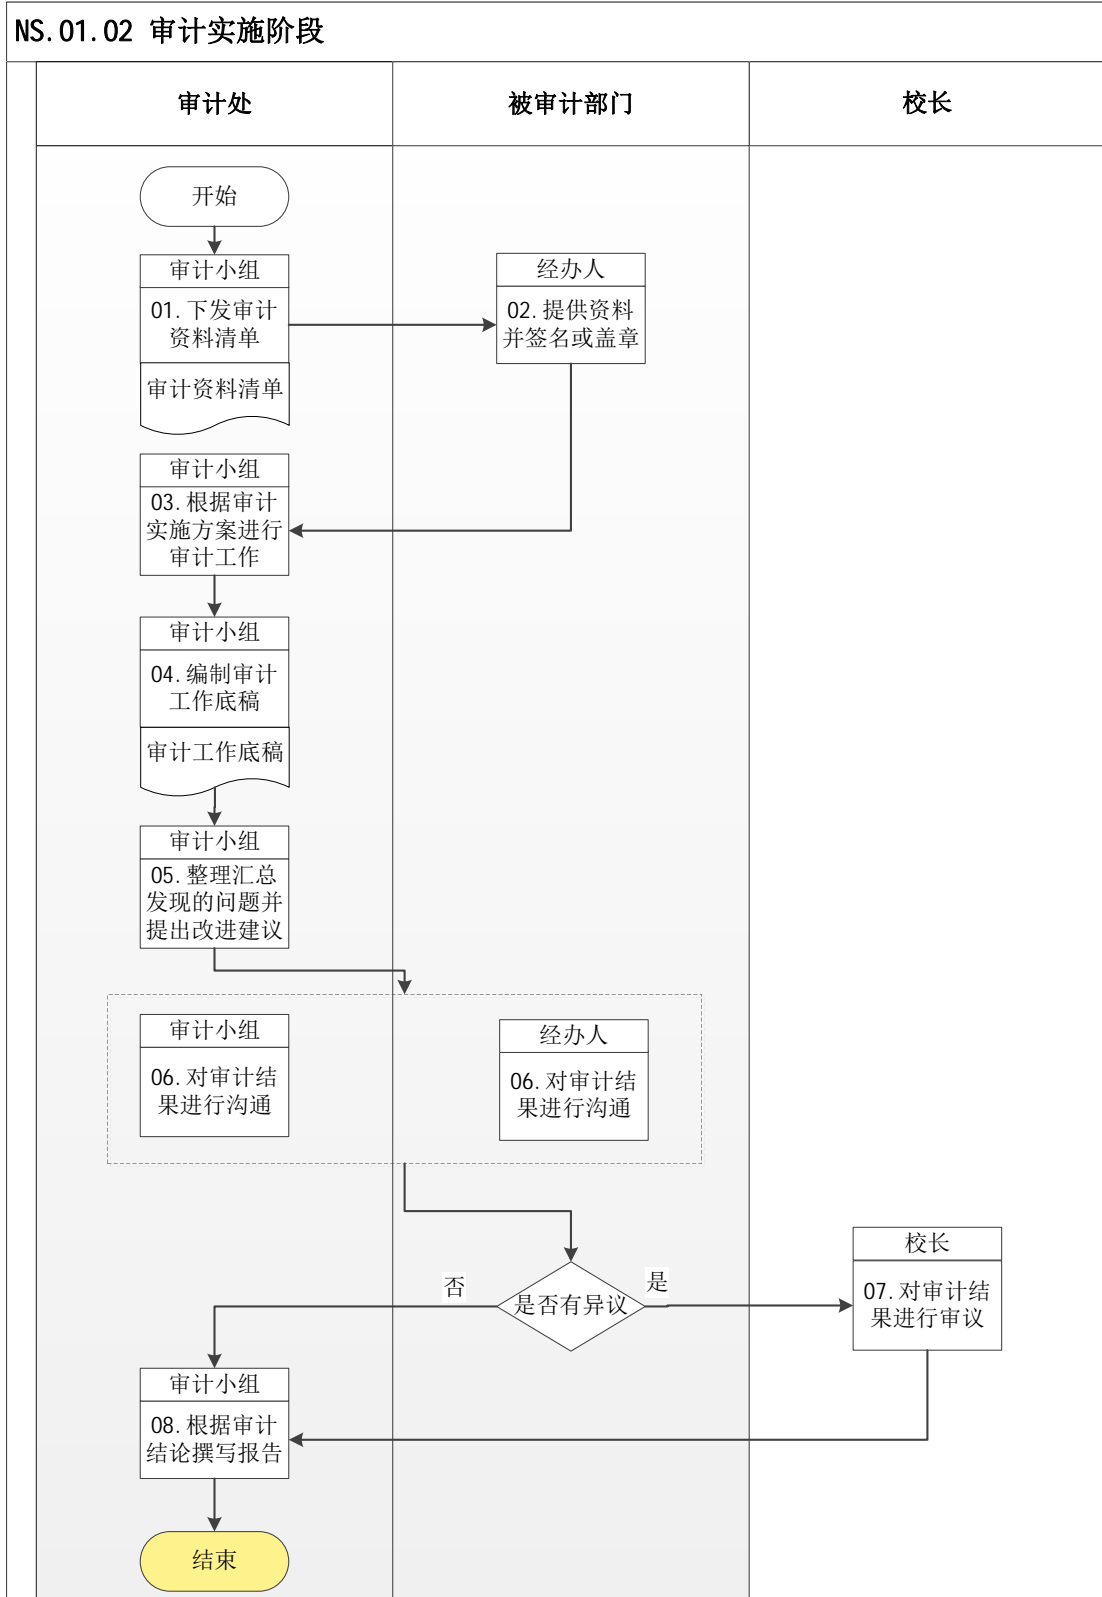 NS.01.02 审计实施阶段
审计处
被审计部门
校长
开始
审计小组
01.下发审计
资料清单
审计资料清单
经办人
02.提供资料
并签名或盖章
审计小组
03.根据审计
实施方案进行
审计工作
审计小组
04.编制审计
工作底稿
审计工作底稿
审计小组
05.整理汇总
发现的问题并
提出改进建议
审计小组
06.对审计结
果进行沟通
经办人
06.对审计结
果进行沟通
否
是否有异议
是
校长
07.对审计结
果进行审议
审计小组
08.根据审计
结论撰写报告
结束